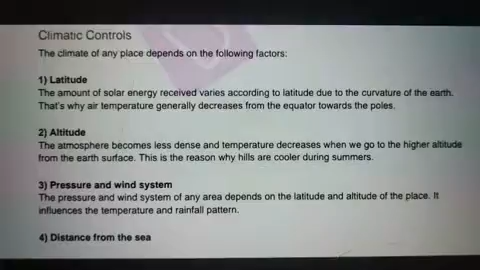 Climatic Controls
The climate of any place depends on the following factors:
1) Latitude
The amount of solar energy received varies according to latitude due to the curvature of the earth.
That's why air temperature generally decreases from the equator towards the poles.
2) Altitude
The atmosphere becomes less dense and temperature decreases when we go to the higher altitude
from the earth surface. This is the reason why hills are cooler during summers.
3) Pressure and wind system
The pressure and wind system of any area depends on the latitude and altitude of the place. It
influences the temperature and rainfall pattern.
4) Distance from the sea